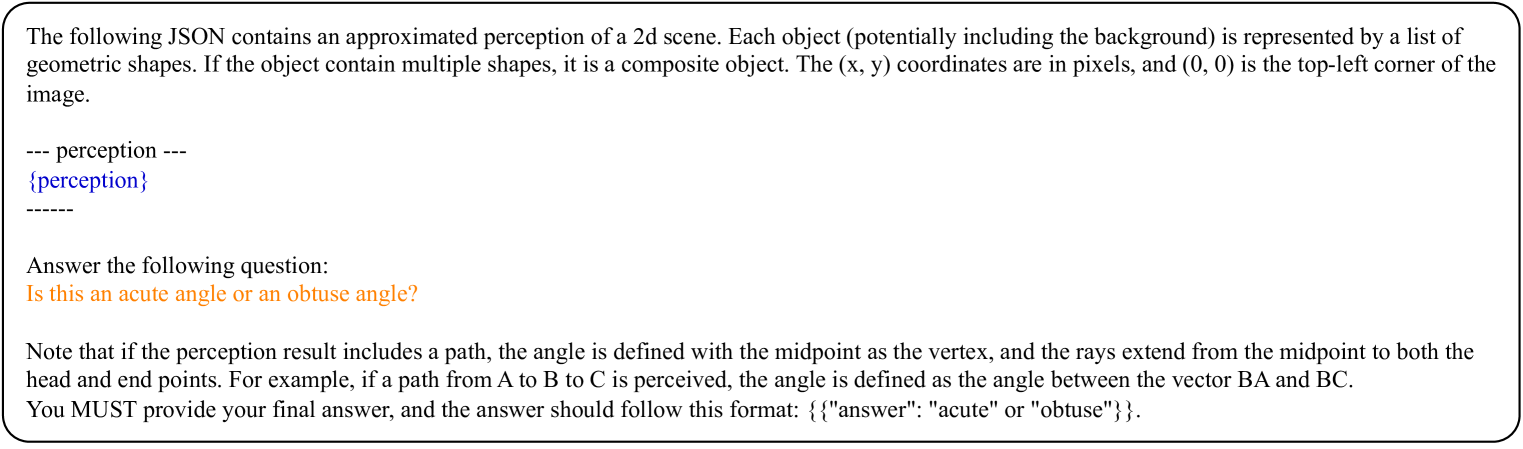 The following JSON contains an approximated perception of a 2d scene. Each object (potentially including the background) is represented by a list of
geometric shapes. If the object contain multiple shapes, it is a composite object. The (x, y) coordinates are in pixels, and (0, 0) is the top-left corner of the
image.
--- perception ---
{perception}
------
Answer the following question:
Is this an acute angle or an obtuse angle?
Note that if the perception result includes a path, the angle is defined with the midpoint as the vertex, and the rays extend from the midpoint to both the
head and end points. For example, if a path from A to B to C is perceived, the angle is defined as the angle between the vector BA and BC.
You MUST provide your final answer, and the answer should follow this format: {{"answer": "acute" or "obtuse"}}.